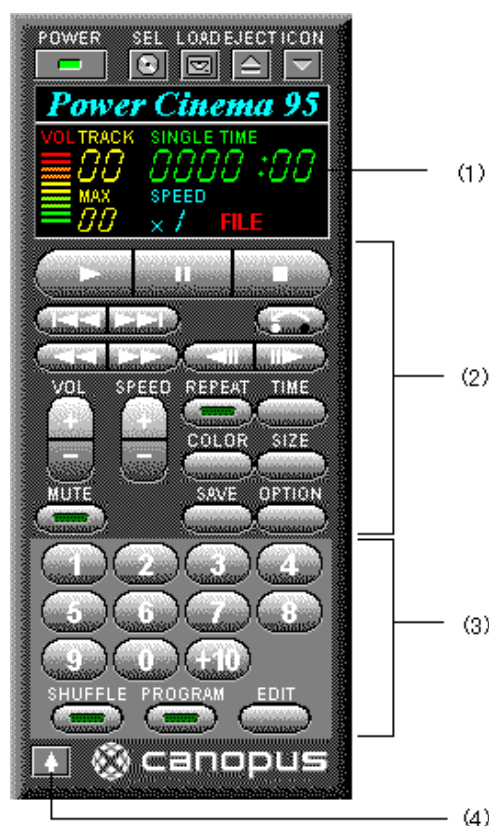 POWER SEL LOAD EJECT ICON
Power Cinema 95
VOL TRACK SINGLE TIME
00 0000 :00
MAX SPEED
00 × 1 FILE
(1)
(2)
VOL SPEED REPEAT TIME
+ +
- -
COLOR SIZE
MUTE SAVE OPTION
1 2 3 4
5 6 7 8
(3)
9 0 +10
SHUFFLE PROGRAM EDIT
canopus
(4)